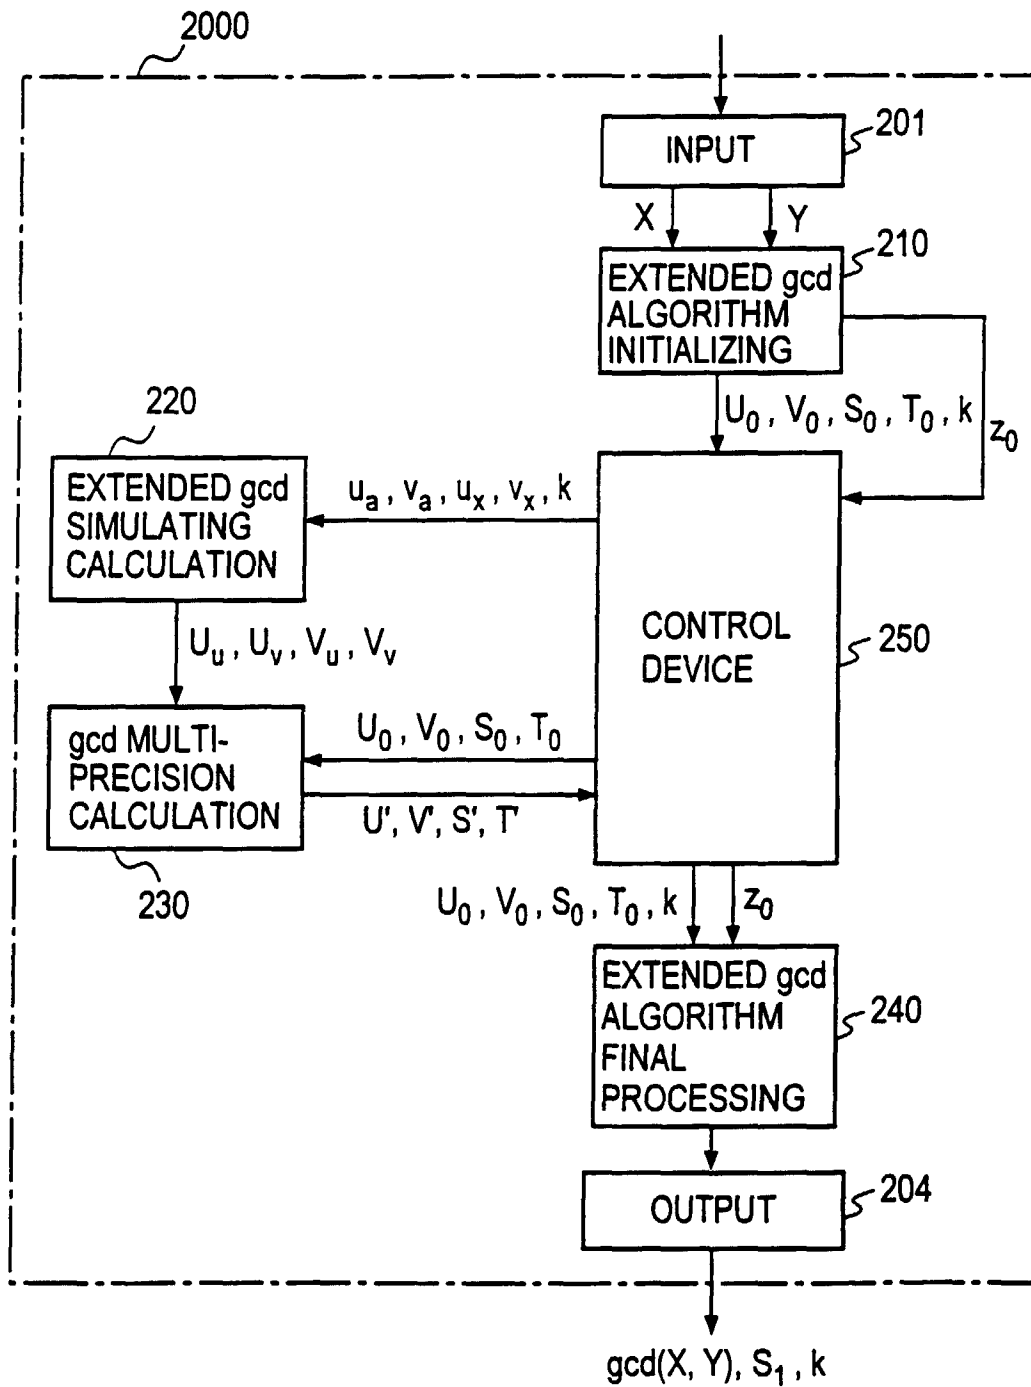 2000
INPUT
201
X
Y
210
EXTENDED gcd
ALGORITHM
INITIALIZING
U₀, V₀, S₀, T₀, k
z₀
220
EXTENDED gcd
SIMULATING
CALCULATION
uₐ, vₐ, uₓ, vₓ, k
CONTROL
DEVICE
250
Uᵤ, Uᵥ, Vᵤ, Vᵥ
gcd MULTI-
PRECISION
CALCULATION
U₀, V₀, S₀, T₀
U', V', S', T'
230
U₀, V₀, S₀, T₀, k
z₀
EXTENDED gcd
ALGORITHM
FINAL
PROCESSING
240
OUTPUT
204
gcd(X, Y), S₁, k